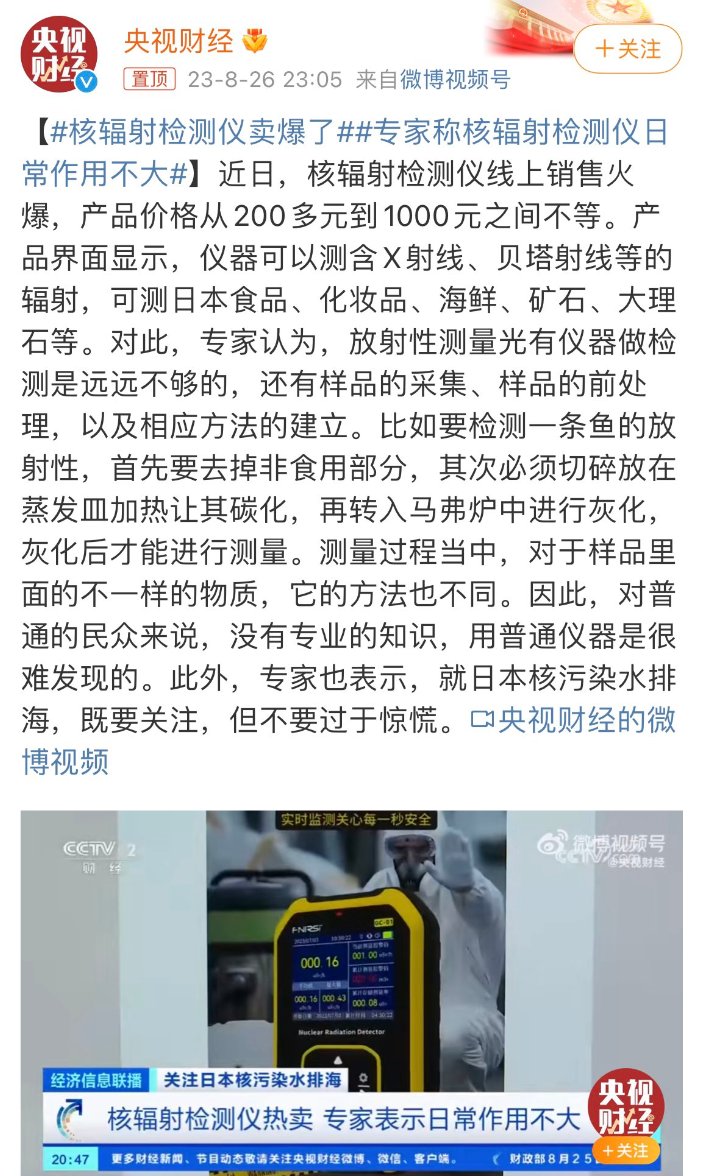 央视
财经
央视财经
+关注
置顶 23-8-26 23:05 来自微博视频号
【#核辐射检测仪卖爆了##专家称核辐射检测仪日
常作用不大#】近日，核辐射检测仪线上销售火
爆，产品价格从200多元到1000元之间不等。产
品界面显示，仪器可以测含X射线、贝塔射线等的
辐射，可测日本食品、化妆品、海鲜、矿石、大理
石等。对此，专家认为，放射性测量光有仪器做检
测是远远不够的，还有样品的采集、样品的前处
理，以及相应方法的建立。比如要检测一条鱼的放
射性，首先要去掉非食用部分，其次必须切碎放在
蒸发皿加热让其碳化，再转入马弗炉中进行灰化，
灰化后才能进行测量。测量过程当中，对于样品里
面的不一样的物质，它的方法也不同。因此，对普
通的民众来说，没有专业的知识，用普通仪器是很
难发现的。此外，专家也表示，就日本核污染水排
海，既要关注，但不要过于惊慌。央视财经的微
博视频
实时监测关心每一秒安全
CCTV 2
财经
微博视频号
CCTV.com
@央视财经
FNIRSI
GC-01
000.16
001.00
000.16 000.43
000.08
Nuclear Radiation Detector
经济信息联播 关注日本核污染水排海
核辐射检测仪热卖 专家表示日常作用不大
央视
财经
+关注
20:47 更多财经新闻、节目动态敬请关注央视财经微博、微信、客户端。 财政部8月25